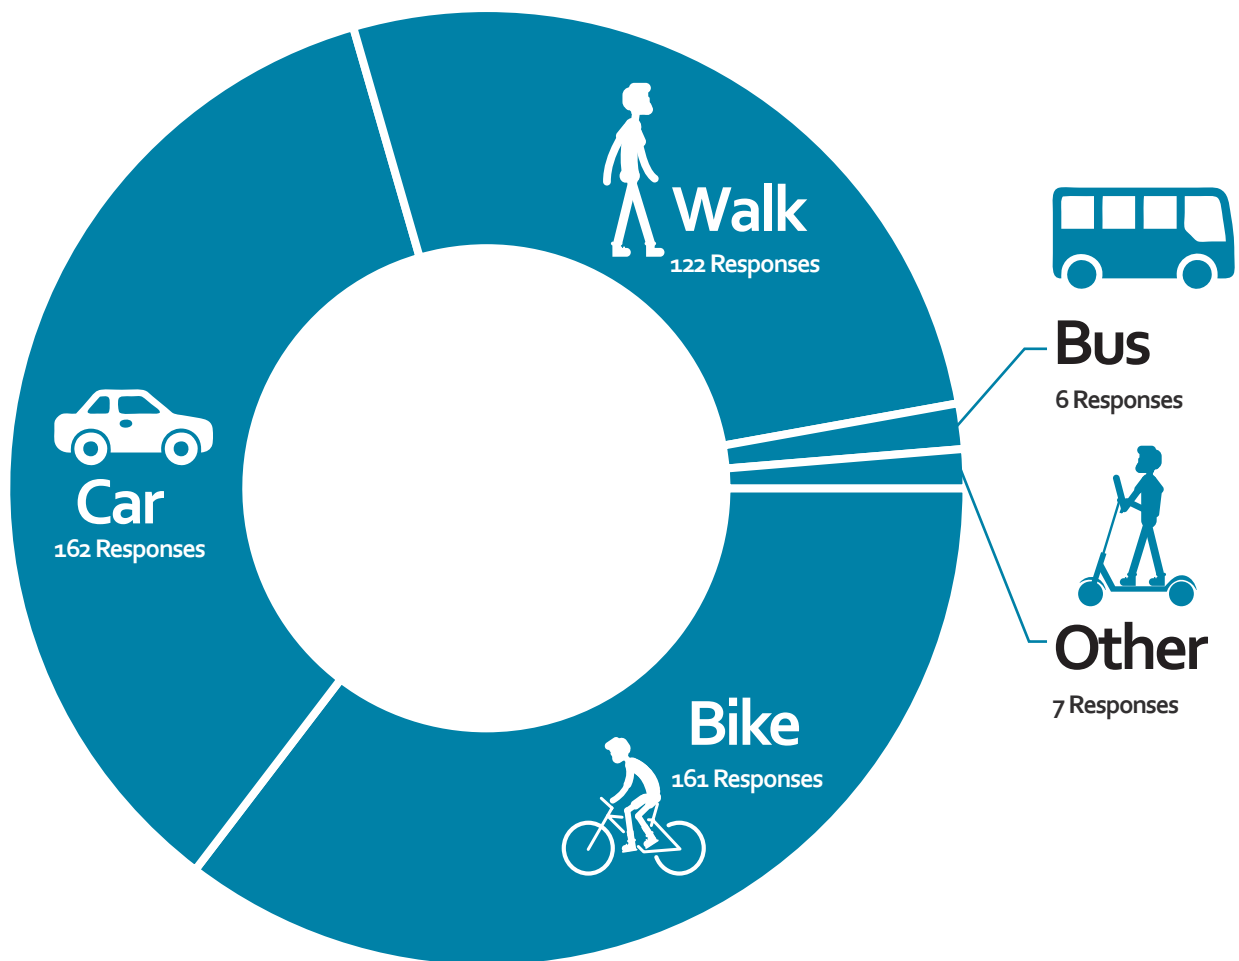 Walk
122 Responses
Bus
6 Responses
Car
162 Responses
Other
7 Responses
Bike
161 Responses